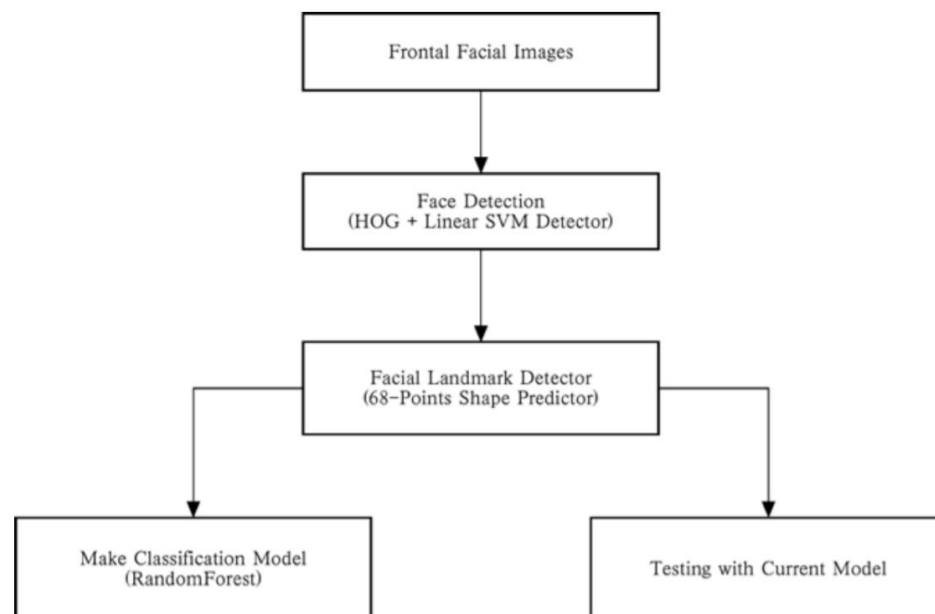 Frontal Facial Images
Face Detection
(HOG + Linear SVM Detector)
Facial Landmark Detector
(68-Points Shape Predictor)
Make Classification Model
(RandomForest)
Testing with Current Model